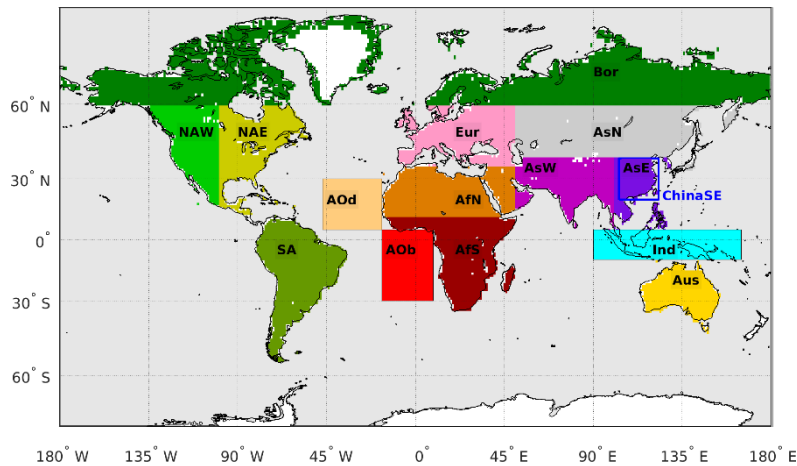 Bor
60° N
NAW
NAE
Eur
AsN
AsW
AsE
30° N
AOd
AfN
ChinaSE
0°
SA
AOb
AfS
Ind
Aus
30° S
60° S
180° W
135° W
90° W
45° W
0°
45° E
90° E
135° E
180° E